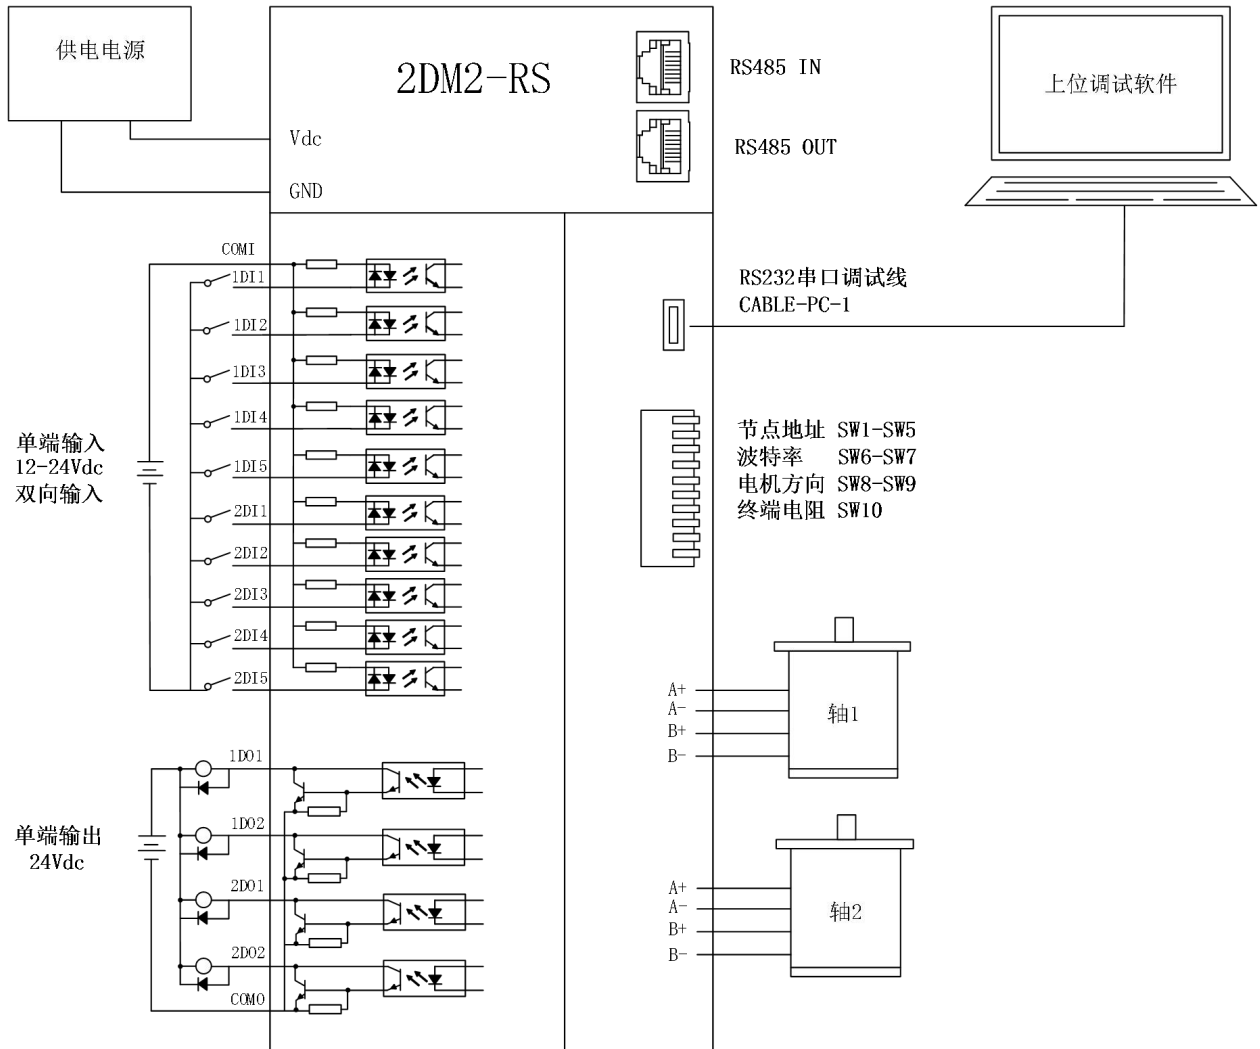 供电电源
2DM2-RS
RS485 IN
上位调试软件
Vdc
RS485 OUT
GND
COMI
1DI1
1DI2
1DI3
1DI4
1DI5
2DI1
2DI2
2DI3
2DI4
2DI5
单端输入
12-24Vdc
双向输入
RS232串口调试线
CABLE-PC-1
节点地址 SW1-SW5
波特率 SW6-SW7
电机方向 SW8-SW9
终端电阻 SW10
A+
A-
B+
B-
轴1
1DO1
1DO2
2DO1
2DO2
COMO
单端输出
24Vdc
A+
A-
B+
B-
轴2